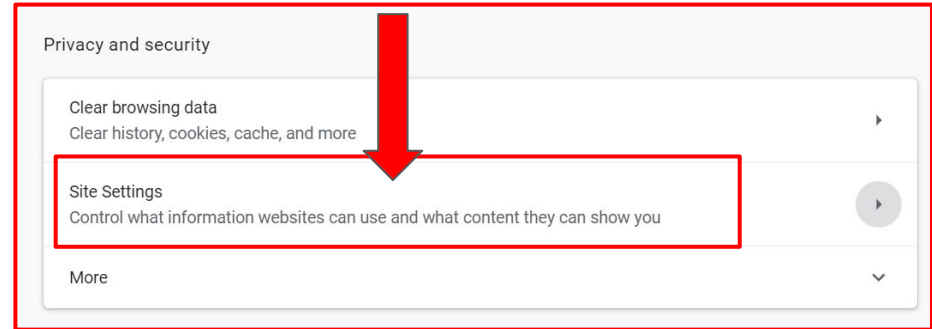 Privacy and security
Clear browsing data
Clear history, cookies, cache, and more
Site Settings
Control what information websites can use and what content they can show you
More